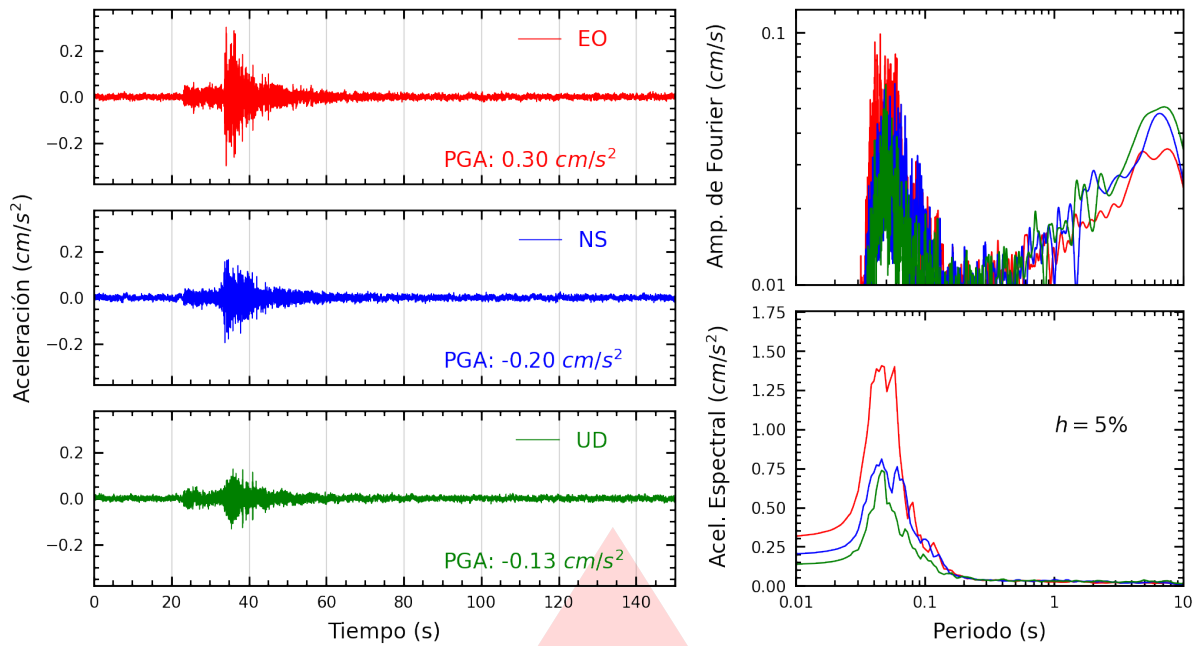 Aceleración (cm/s²)
0.2
0.0
−0.2
EO
PGA: 0.30 cm/s²
0.2
0.0
−0.2
NS
PGA: -0.20 cm/s²
0.2
0.0
−0.2
UD
PGA: -0.13 cm/s²
0 20 40 60 80 100 120 140
Tiempo (s)
Amp. de Fourier (cm/s)
0.1
0.01
Acel. Espectral (cm/s²)
1.75
1.50
1.25
1.00
0.75
0.50
0.25
0.00
h = 5%
0.01 0.1 1 10
Periodo (s)